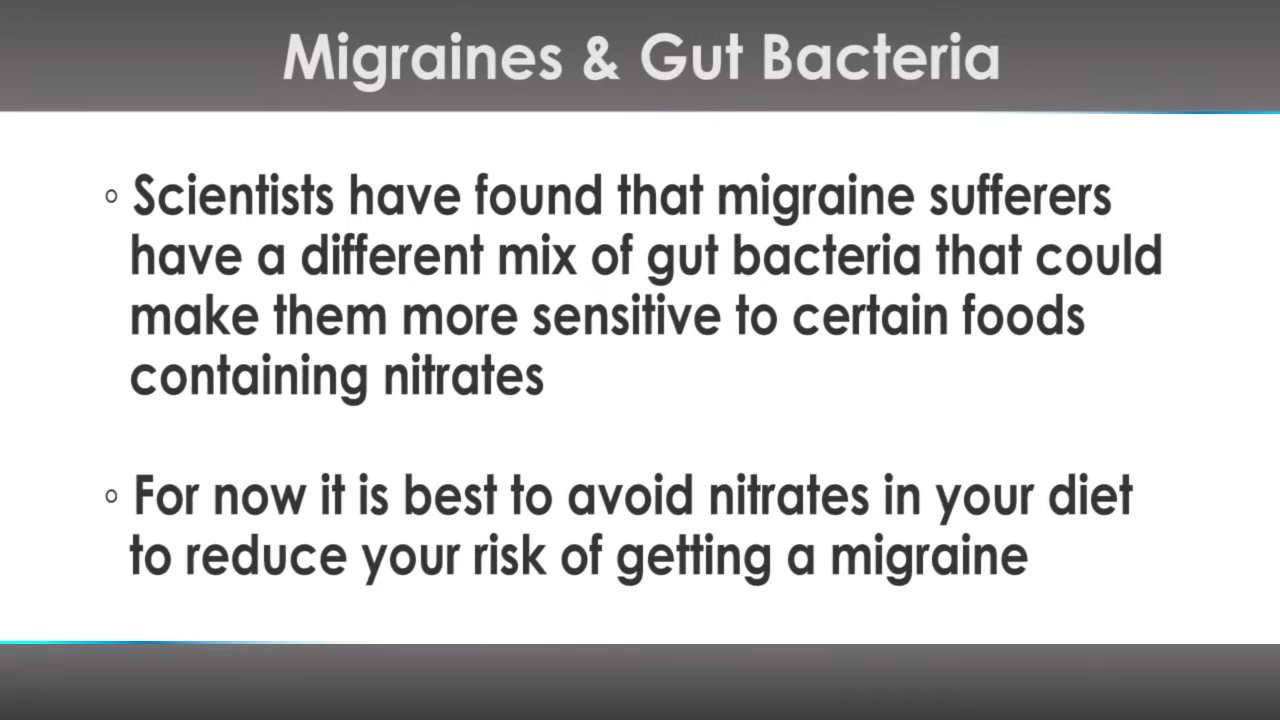 Migraines & Gut Bacteria
◦ Scientists have found that migraine sufferers
have a different mix of gut bacteria that could
make them more sensitive to certain foods
containing nitrates
◦ For now it is best to avoid nitrates in your diet
to reduce your risk of getting a migraine